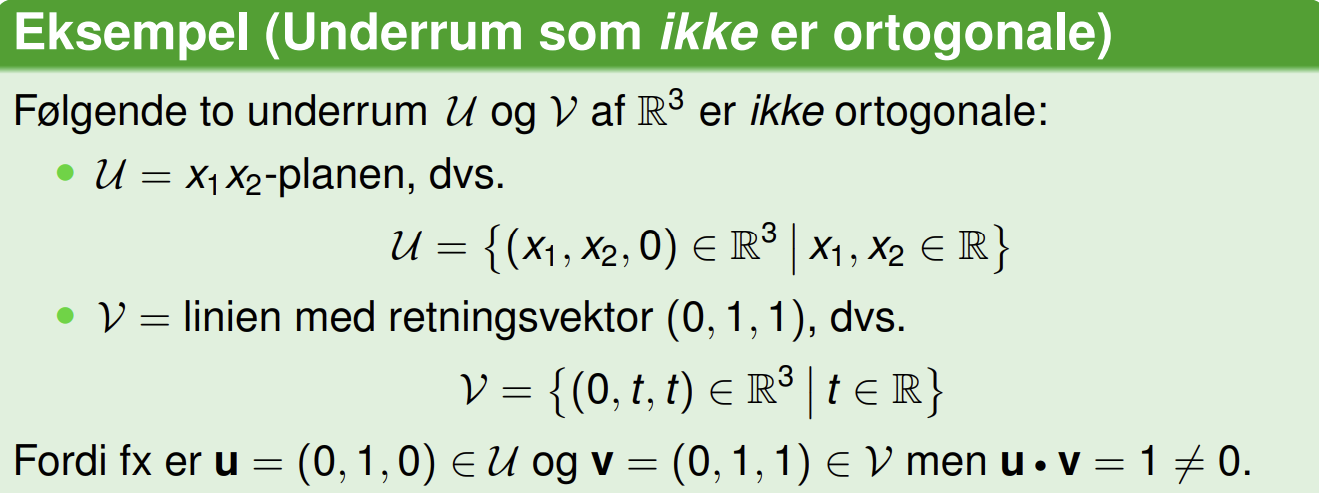 Eksempel (Underrum som ikke er ortogonale)
Følgende to underrum 𝒰 og 𝒱 af ℝ³ er ikke ortogonale:
• 𝒰 = x₁x₂-planen, dvs.
𝒰 = {(x₁, x₂, 0) ∈ ℝ³ | x₁, x₂ ∈ ℝ}
• 𝒱 = linien med retningsvektor (0, 1, 1), dvs.
𝒱 = {(0, t, t) ∈ ℝ³ | t ∈ ℝ}
Fordi fx er u = (0, 1, 0) ∈ 𝒰 og v = (0, 1, 1) ∈ 𝒱 men u • v = 1 ≠ 0.